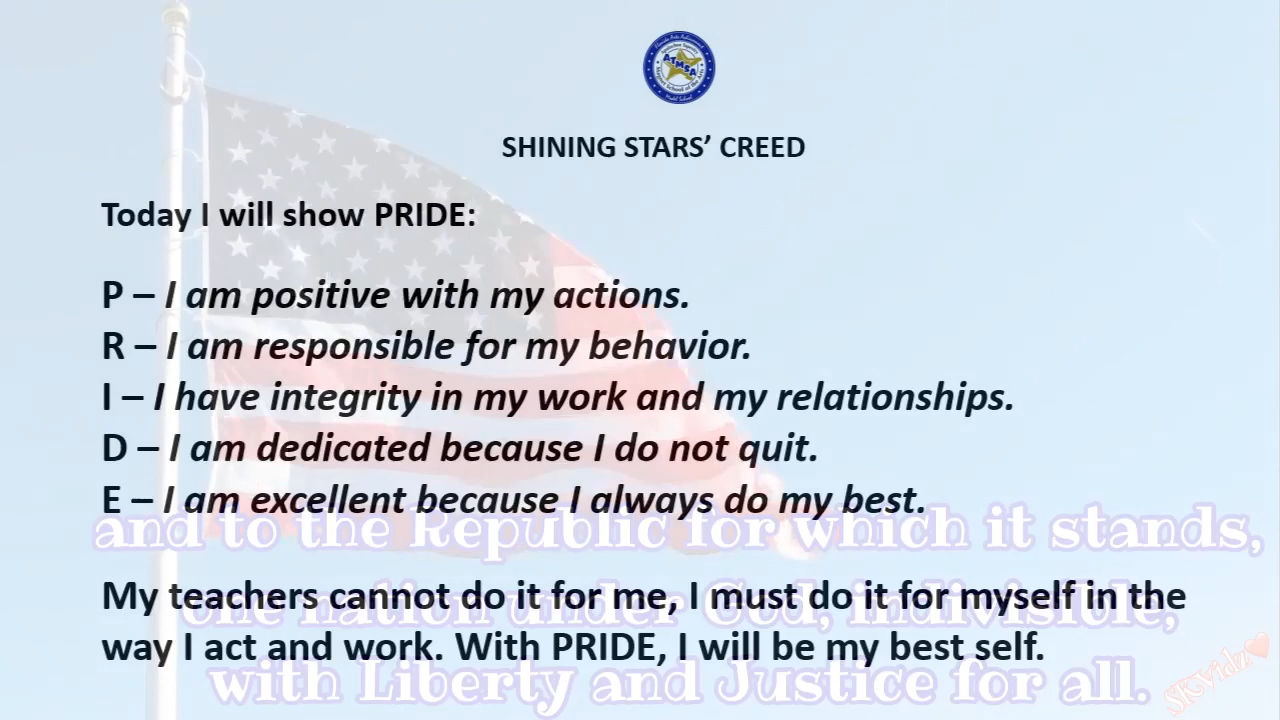 ATMSA
SHINING STARS’ CREED
Today I will show PRIDE:
P – I am positive with my actions.
R – I am responsible for my behavior.
I – I have integrity in my work and my relationships.
D – I am dedicated because I do not quit.
E – I am excellent because I always do my best.
and to the Republic for which it stands,
My teachers cannot do it for me, I must do it for myself in the
one nation under God, indivisible,
way I act and work. With PRIDE, I will be my best self.
with Liberty and Justice for all.
SKVidz